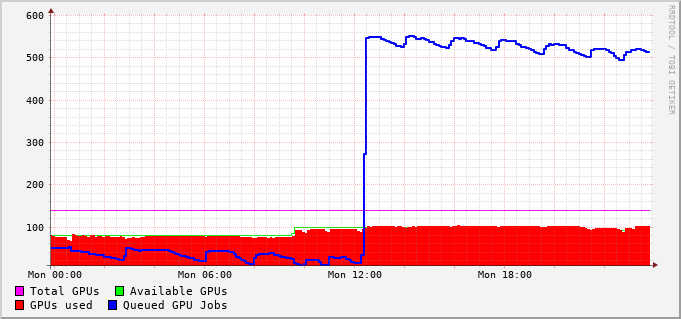 600
500
400
300
200
100
Mon 00:00 Mon 06:00 Mon 12:00 Mon 18:00
Total GPUs Available GPUs
GPUs used Queued GPU Jobs
RRDTOOL / TOBI OETIKER